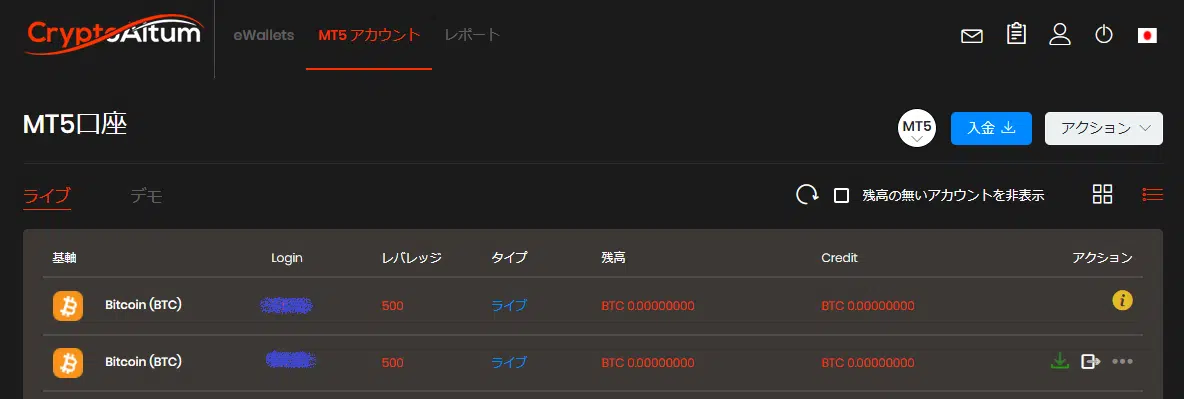 CryptoAltum eWallets MT5 アカウント レポート
MT5口座 MT5 入金 アクション
ライブ デモ 残高の無いアカウントを非表示
基軸 Login レバレッジ タイプ 残高 Credit アクション
Bitcoin (BTC) 500 ライブ BTC 0.00000000 BTC 0.00000000 i
Bitcoin (BTC) 500 ライブ BTC 0.00000000 BTC 0.00000000